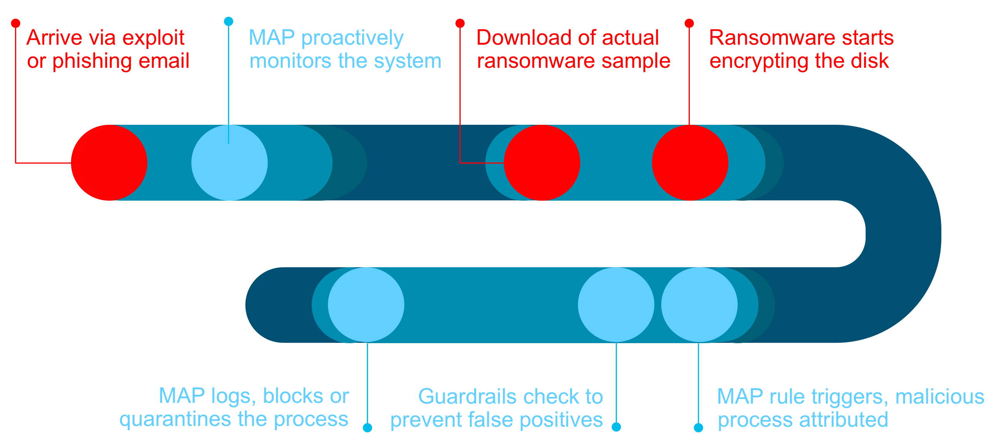 Arrive via exploit
or phishing email
MAP proactively
monitors the system
Download of actual
ransomware sample
Ransomware starts
encrypting the disk
MAP logs, blocks or
quarantines the process
Guardrails check to
prevent false positives
MAP rule triggers, malicious
process attributed